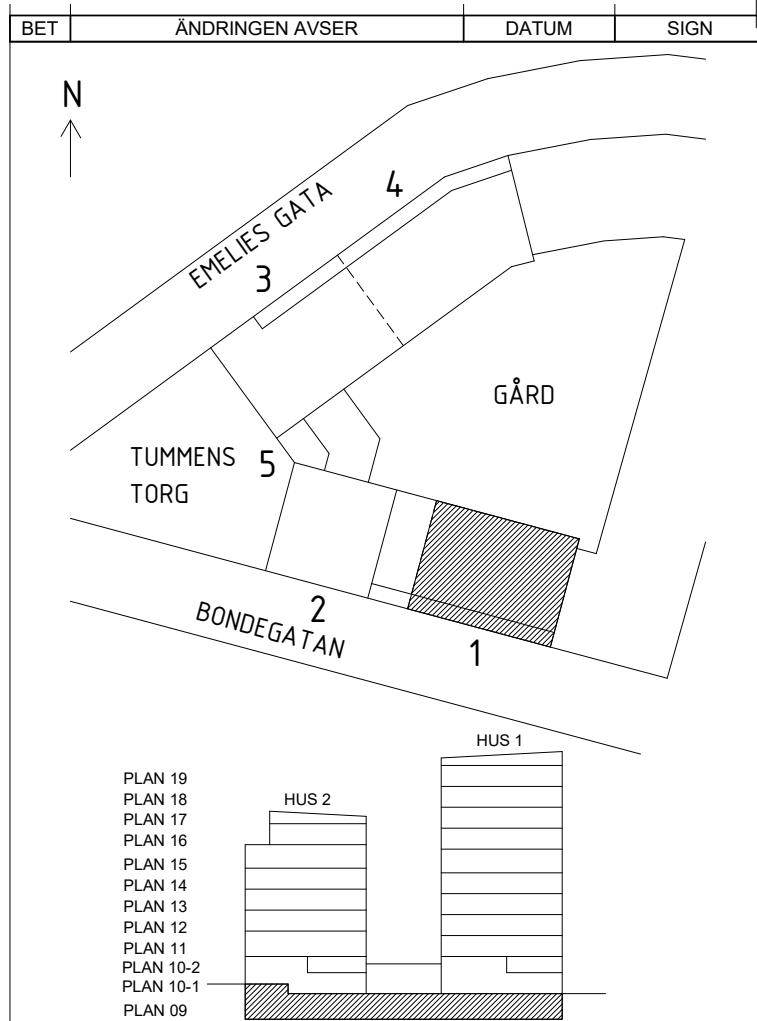 BET ÄNDRINGEN AVSER DATUM SIGN
N
4
EMELIES GATA
3
GÅRD
TUMMENS
TORG
5
2
BONDEGATAN
1
HUS 1
PLAN 19
PLAN 18
HUS 2
PLAN 17
PLAN 16
PLAN 15
PLAN 14
PLAN 13
PLAN 12
PLAN 11
PLAN 10-2
PLAN 10-1
PLAN 09